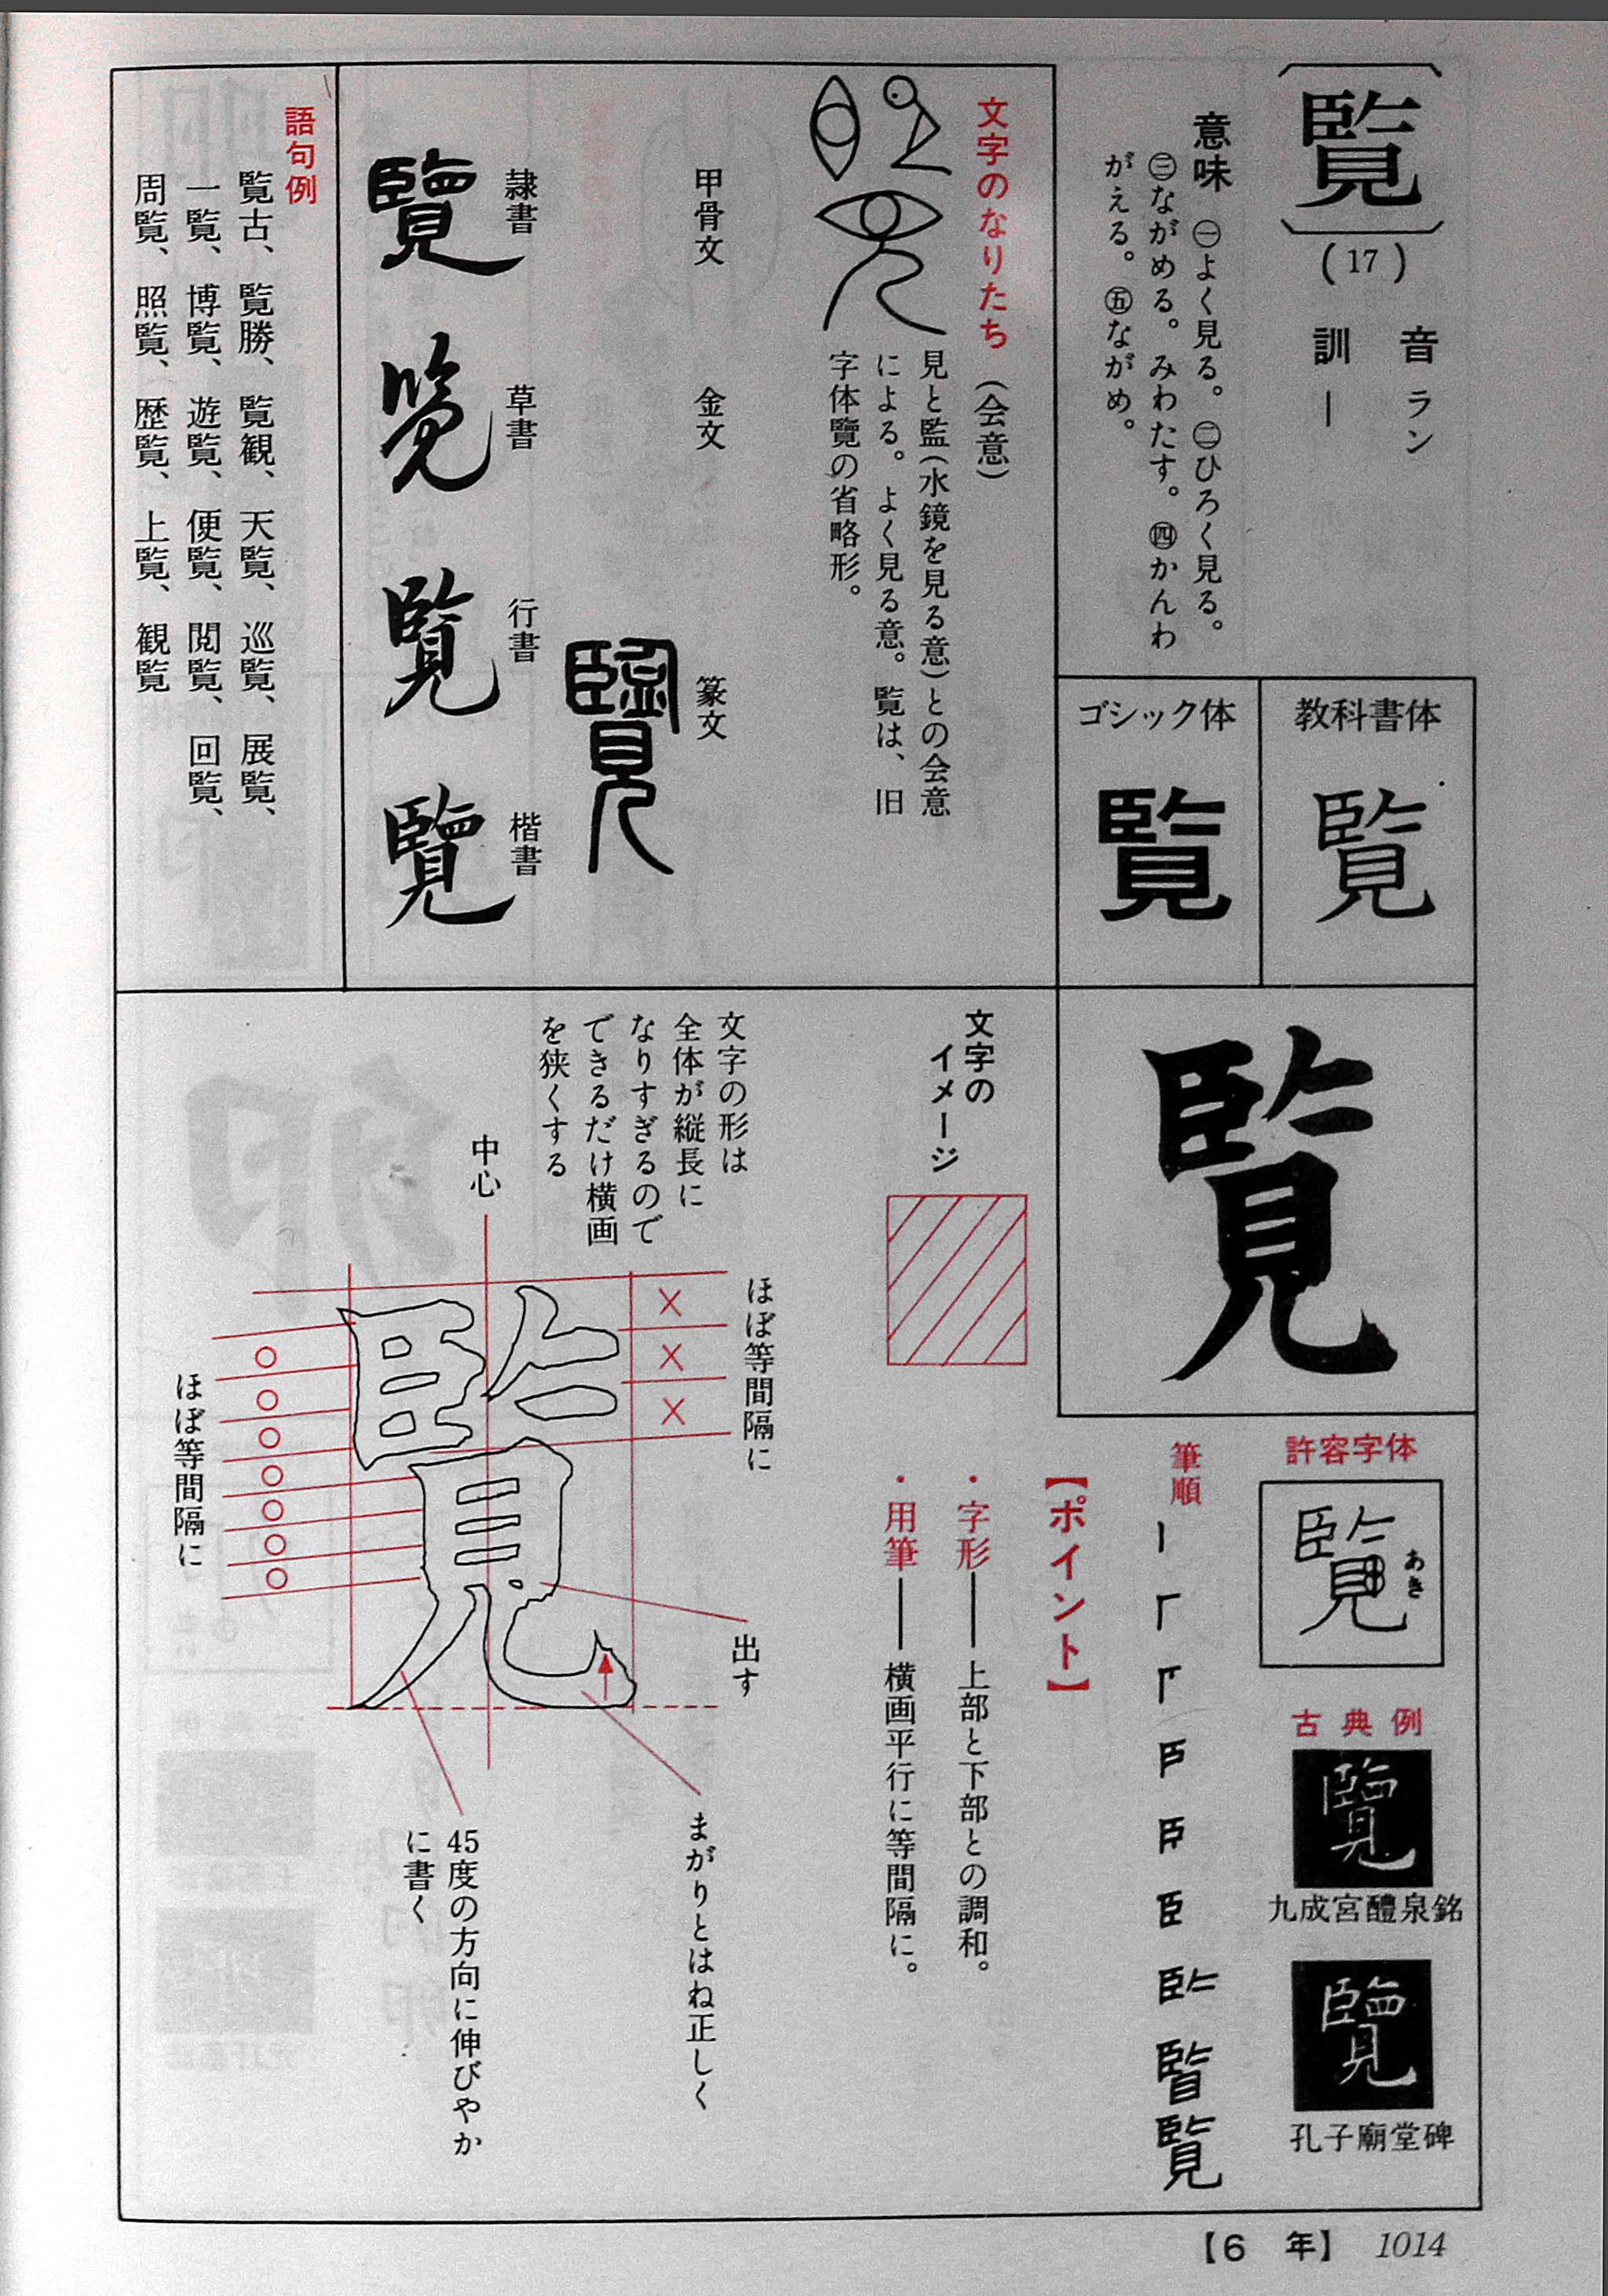 覧
(17)
音 ラン
訓 ―
意味 ㊀よく見る。㊁ひろく見る。
㊂ながめる。みわたす。㊃かんわ
がえる。㊄ながめ。
教科書体
覧
ゴシック体
覧
覧
許容字体
覧
あき
古典例
覽
九成宮醴泉銘
覽
孔子廟堂碑
筆順
文字のなりたち (会意)
見と監(水鏡を見る意)との会意
による。よく見る意。覧は、旧
字体覽の省略形。
甲骨文
金文
篆文
覽
隷書
覽
草書
覧
行書
覽
楷書
覽
語句例
覧古、覧勝、覧観、天覧、巡覧、展覧、
一覧、博覧、遊覧、便覧、閲覧、回覧、
周覧、照覧、歴覧、上覧、観覧
【ポイント】
・字形――上部と下部との調和。
・用筆――横画平行に等間隔に。
文字の
イメージ
文字の形は
全体が縦長に
なりすぎるので
できるだけ横画
を狭くする
中心
ほぼ等間隔に
ほぼ等間隔に
出す
まがりとはね正しく
45度の方向に伸びやか
に書く
【6 年】 1014